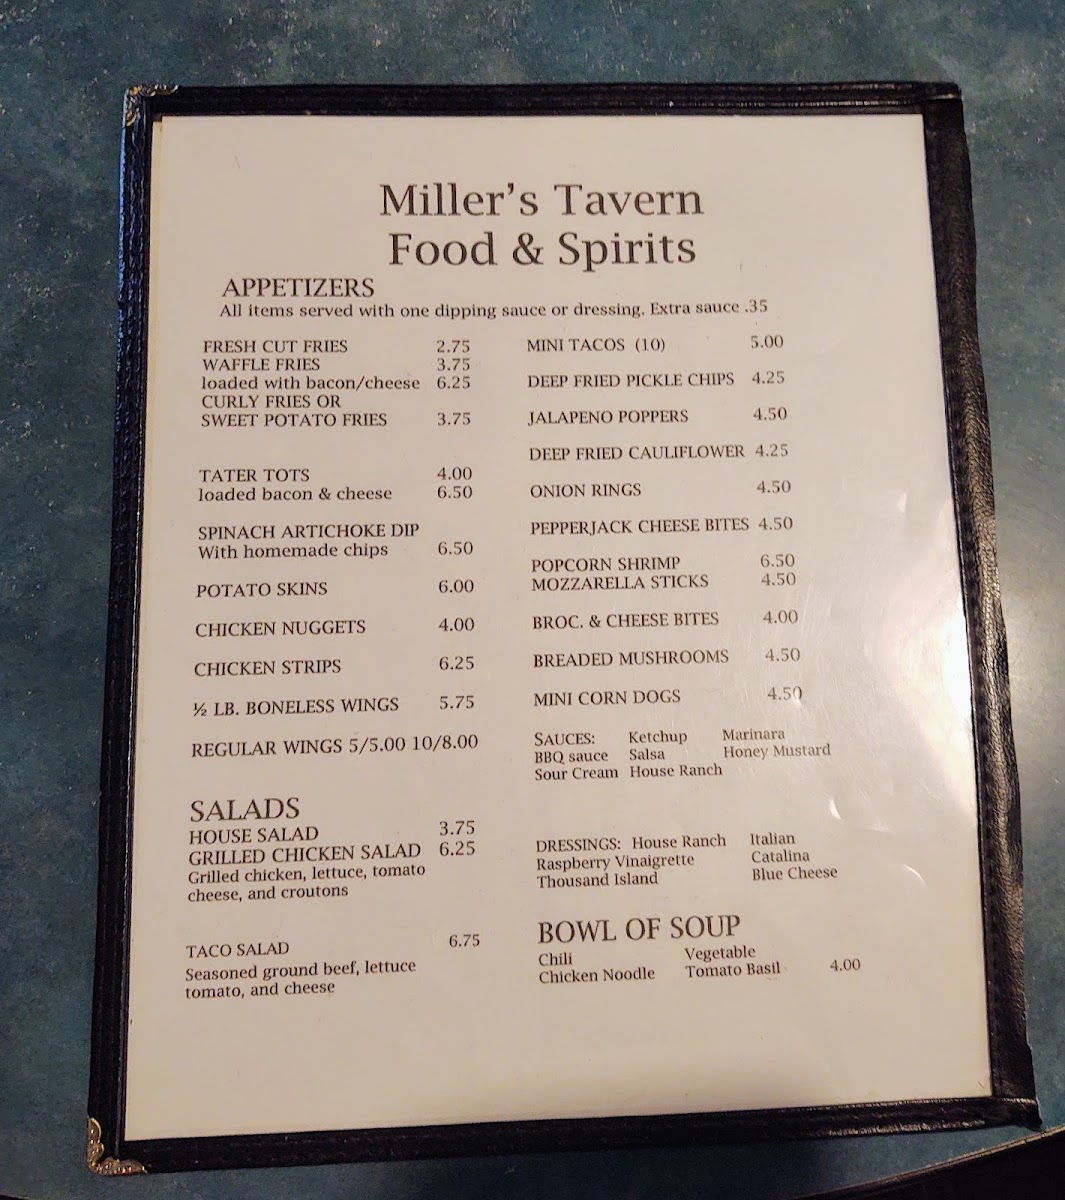 Miller's Tavern
Food & Spirits
APPETIZERS
All items served with one dipping sauce or dressing. Extra sauce .35
FRESH CUT FRIES 2.75
WAFFLE FRIES 3.75
loaded with bacon/cheese 6.25
CURLY FRIES OR
SWEET POTATO FRIES 3.75
TATER TOTS 4.00
loaded bacon & cheese 6.50
SPINACH ARTICHOKE DIP
With homemade chips 6.50
POTATO SKINS 6.00
CHICKEN NUGGETS 4.00
CHICKEN STRIPS 6.25
½ LB. BONELESS WINGS 5.75
REGULAR WINGS 5/5.00 10/8.00
SALADS
HOUSE SALAD 3.75
GRILLED CHICKEN SALAD 6.25
Grilled chicken, lettuce, tomato
cheese, and croutons
TACO SALAD 6.75
Seasoned ground beef, lettuce
tomato, and cheese
MINI TACOS (10) 5.00
DEEP FRIED PICKLE CHIPS 4.25
JALAPENO POPPERS 4.50
DEEP FRIED CAULIFLOWER 4.25
ONION RINGS 4.50
PEPPERJACK CHEESE BITES 4.50
POPCORN SHRIMP 6.50
MOZZARELLA STICKS 4.50
BROC. & CHEESE BITES 4.00
BREADED MUSHROOMS 4.50
MINI CORN DOGS 4.50
SAUCES: Ketchup Marinara
BBQ sauce Salsa Honey Mustard
Sour Cream House Ranch
DRESSINGS: House Ranch Italian
Raspberry Vinaigrette Catalina
Thousand Island Blue Cheese
BOWL OF SOUP
Chili Vegetable
Chicken Noodle Tomato Basil 4.00